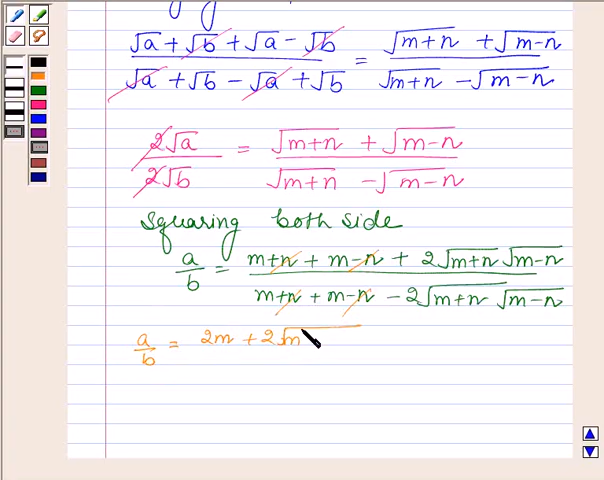 (√a + √b + √a - √b) / (√a + √b - √a + √b) = (√(m+n) + √(m-n)) / (√(m+n) - √(m-n))
2√a / 2√b = (√(m+n) + √(m-n)) / (√(m+n) - √(m-n))
Squaring both side
a/b = (m+n + m-n + 2√(m+n) √(m-n)) / (m+n + m-n - 2√(m+n) √(m-n))
a/b = 2m + 2√m